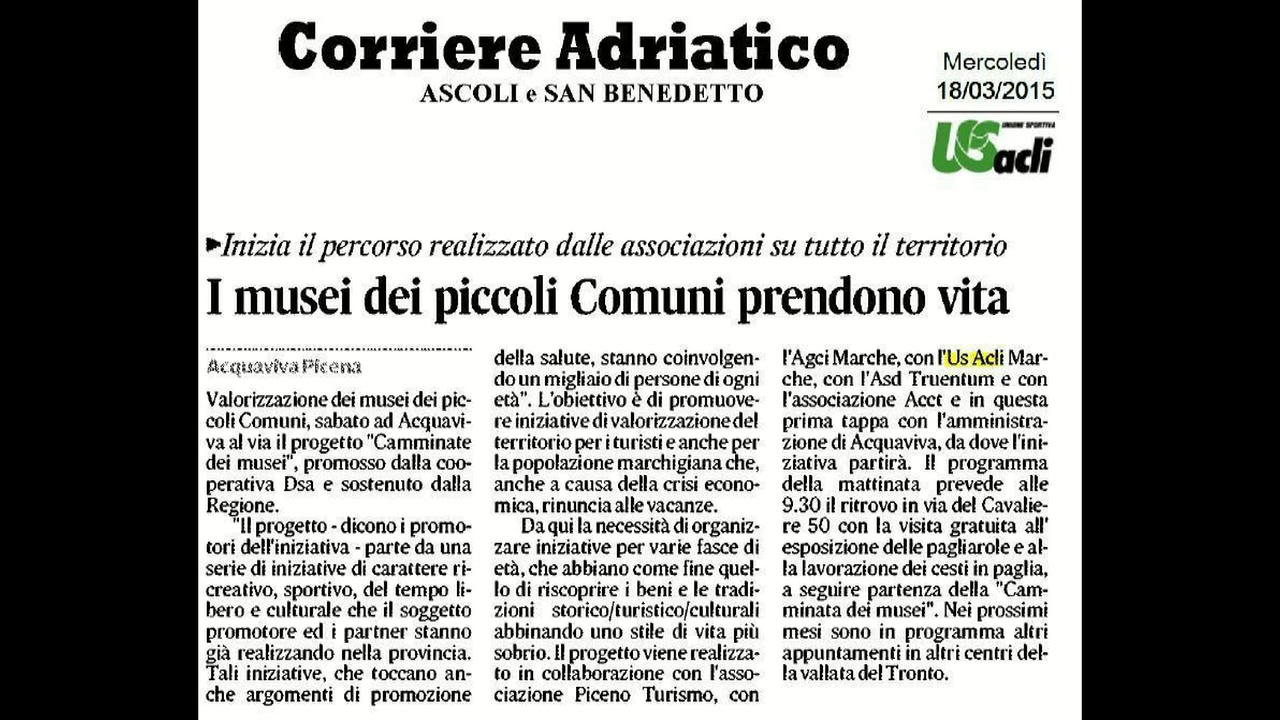 Corriere Adriatico
ASCOLI e SAN BENEDETTO
Mercoledì
18/03/2015
UNIONE SPORTIVA
USacli
Inizia il percorso realizzato dalle associazioni su tutto il territorio
I musei dei piccoli Comuni prendono vita
Acquaviva Picena
Valorizzazione dei musei dei pic-
coli Comuni, sabato ad Acquavi-
va al via il progetto "Camminate
dei musei", promosso dalla coo-
perativa Dsa e sostenuto dalla
Regione.
"Il progetto - dicono i promo-
tori dell'iniziativa - parte da una
serie di iniziative di carattere ri-
creativo, sportivo, del tempo li-
bero e culturale che il soggetto
promotore ed i partner stanno
già realizzando nella provincia.
Tali iniziative, che toccano an-
che argomenti di promozione
della salute, stanno coinvolgen-
do un migliaio di persone di ogni
età". L'obiettivo è di promuove-
re iniziative di valorizzazione del
territorio per i turisti e anche per
la popolazione marchigiana che,
anche a causa della crisi econo-
mica, rinuncia alle vacanze.
Da qui la necessità di organiz-
zare iniziative per varie fasce di
età, che abbiano come fine quel-
lo di riscoprire i beni e le tradi-
zioni storico/turistico/culturali
abbinando uno stile di vita più
sobrio. Il progetto viene realizza-
to in collaborazione con l'asso-
ciazione Piceno Turismo, con
l'Agci Marche, con l'Us Acli Mar-
che, con l'Asd Truentum e con
l'associazione Acct e in questa
prima tappa con l'amministra-
zione di Acquaviva, da dove l'ini-
ziativa partirà. Il programma
della mattinata prevede alle
9.30 il ritrovo in via del Cavalie-
re 50 con la visita gratuita all'
esposizione delle pagliarole e al-
la lavorazione dei cesti in paglia,
a seguire partenza della "Cam-
minata dei musei". Nei prossimi
mesi sono in programma altri
appuntamenti in altri centri del-
la vallata del Tronto.